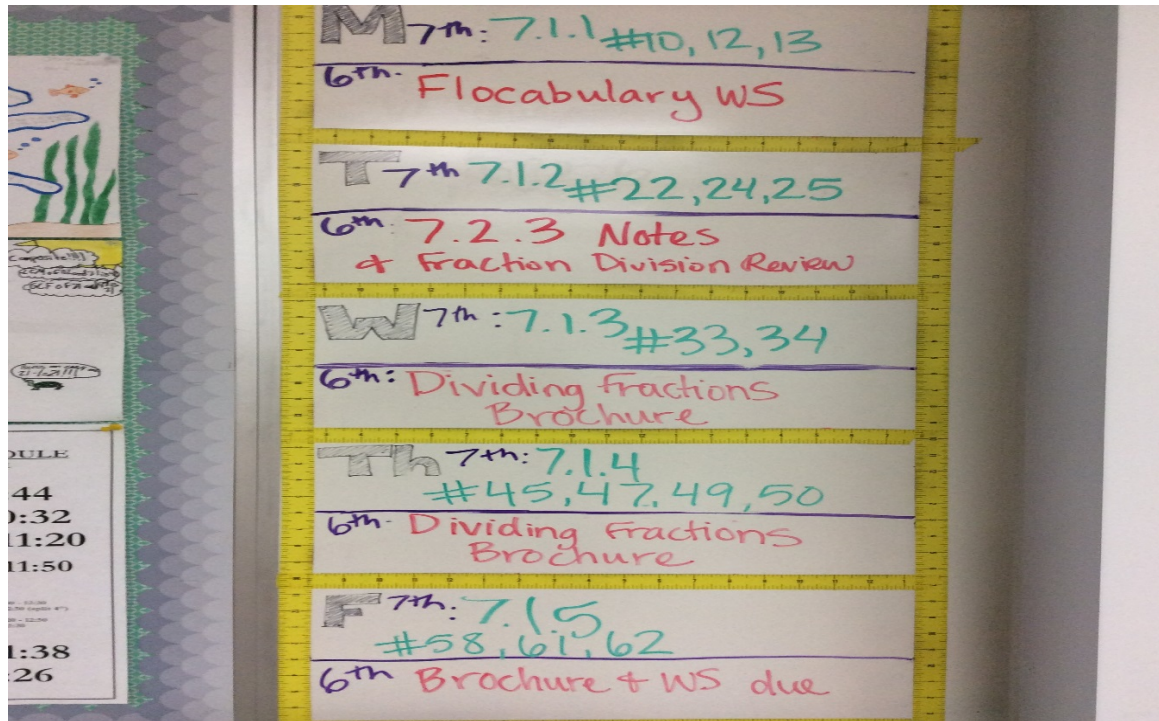 M 7th: 7.1.1 #10, 12, 13
6th. Flocabulary WS
T 7th 7.1.2 #22, 24, 25
6th: 7.2.3 Notes
+ Fraction Division Review
W 7th: 7.1.3 #33, 34
6th: Dividing Fractions
Brochure
Th 7th: 7.1.4
#45, 47, 49, 50
6th. Dividing Fractions
Brochure
F 7th: 7.1.5
#58, 61, 62
6th Brochure + WS due
DULE
44
:32
11:20
11:50
1:38
:26